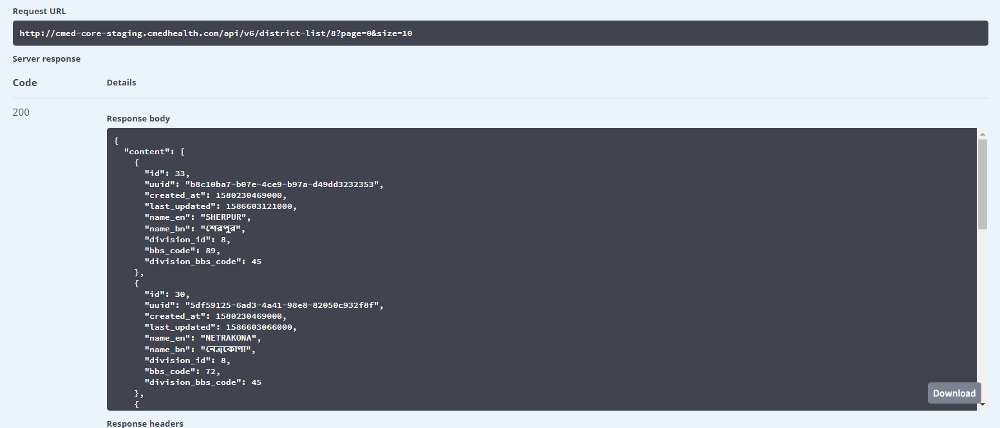 Request URL
http://cmed-core-staging.cmedhealth.com/api/v6/district-list/8?page=0&size=10
Server response
Code Details
200
Response body
{
"content": [
{
"id": 33,
"uuid": "b8c10ba7-b07e-4ce9-b97a-d49dd3232353",
"created_at": 1580230469000,
"last_updated": 1586603121000,
"name_en": "SHERPUR",
"name_bn": "শেরপুর",
"division_id": 8,
"bbs_code": 89,
"division_bbs_code": 45
},
{
"id": 30,
"uuid": "5df59125-6ad3-4a41-98e8-82050c932f8f",
"created_at": 1580230469000,
"last_updated": 1586603066000,
"name_en": "NETRAKONA",
"name_bn": "নেত্রকোণা",
"division_id": 8,
"bbs_code": 72,
"division_bbs_code": 45
},
{
Download
Response headers